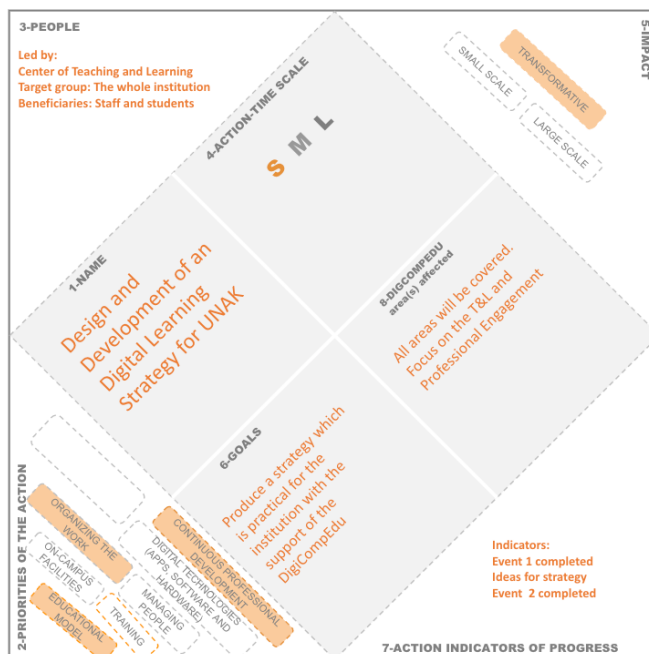 3-PEOPLE
Led by:
Center of Teaching and Learning
Target group: The whole institution
Beneficiaries: Staff and students
4-ACTION-TIME SCALE
S M L
5-IMPACT
SMALL SCALE
TRANSFORMATIVE
LARGE SCALE
1-NAME
Design and
Development of an
Digital Learning
Strategy for UNAK
8-DIGCOMPEDU
area(s) affected
All areas will be covered.
Focus on the T&L and
Professional Engagement
6-GOALS
Produce a strategy which
is practical for the
institution with the
support of the
DigiCompEdu
2-PRIORITIES OF THE ACTION
ORGANIZING THE
WORK
ON-CAMPUS
FACILITIES
EDUCATIONAL
MODEL
TRAINING
MANAGING
PEOPLE
DIGITAL TECHNOLOGIES
(APPS, SOFTWARE AND
HARDWARE)
CONTINUOUS PROFESSIONAL
DEVELOPMENT
Indicators:
Event 1 completed
Ideas for strategy
Event 2 completed
7-ACTION INDICATORS OF PROGRESS